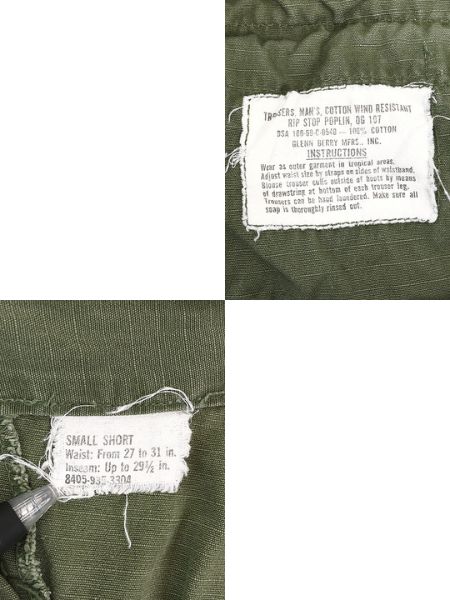 TROUSERS, MAN'S, COTTON WIND RESISTANT
RIP STOP POPLIN, OG 107
DSA 100-69-C-0540 — 100% COTTON
GLENN BERRY MFRS., INC.
INSTRUCTIONS
Wear as outer garment in tropical areas.
Adjust waist size by straps on sides of waistband.
Blouse trouser cuffs outside of boots by means
of drawstring at bottom of each trouser leg.
Trousers can be hand laundered. Make sure all
soap is thoroughly rinsed out.
SMALL SHORT
Waist: From 27 to 31 in.
Inseam: Up to 29½ in.